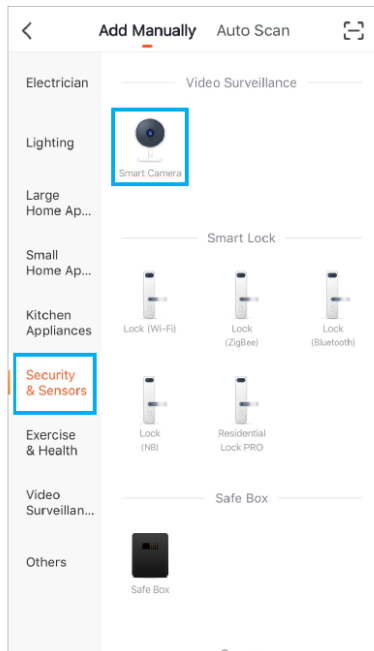 Add Manually Auto Scan
Electrician
Lighting
Large
Home Ap...
Small
Home Ap...
Kitchen
Appliances
Security
& Sensors
Exercise
& Health
Video
Surveillan...
Others
Video Surveillance
Smart Camera
Smart Lock
Lock (Wi-Fi)
Lock
(ZigBee)
Lock
(Bluetooth)
Lock
(NB)
Residential
Lock PRO
Safe Box
Safe Box